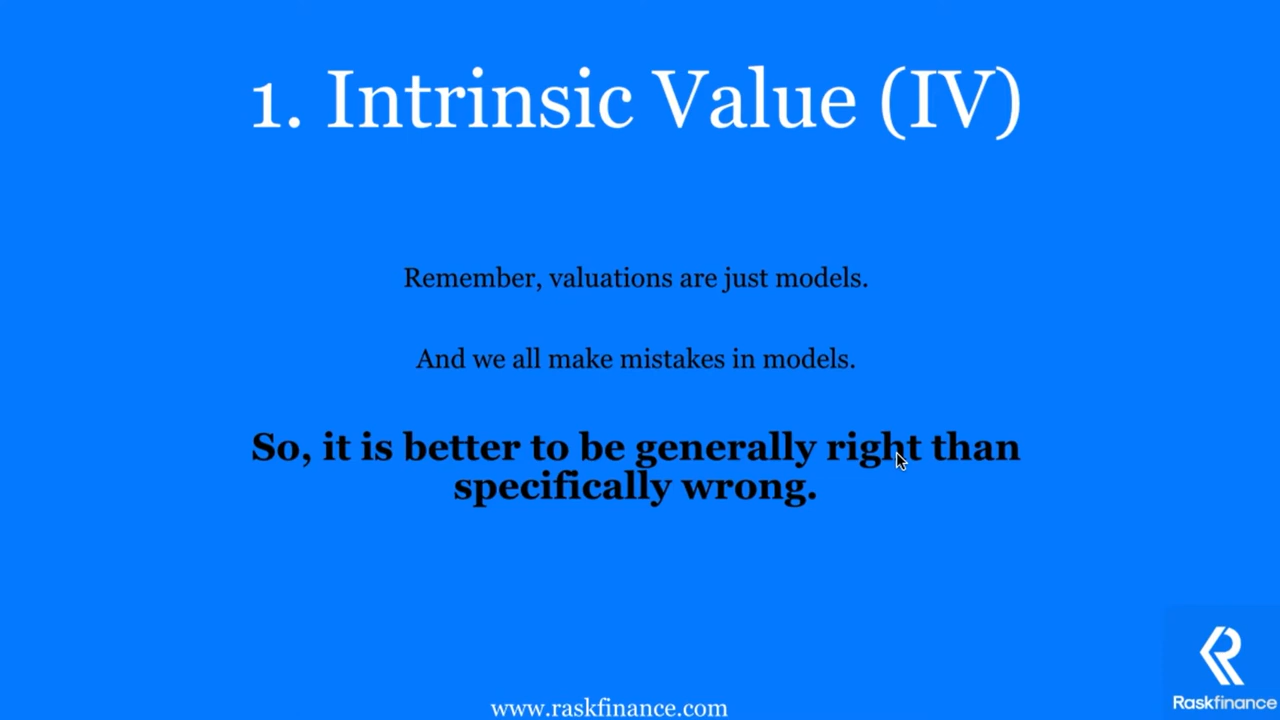 1. Intrinsic Value (IV)
Remember, valuations are just models.
And we all make mistakes in models.
So, it is better to be generally right than
specifically wrong.
Raskfinance
www.raskfinance.com